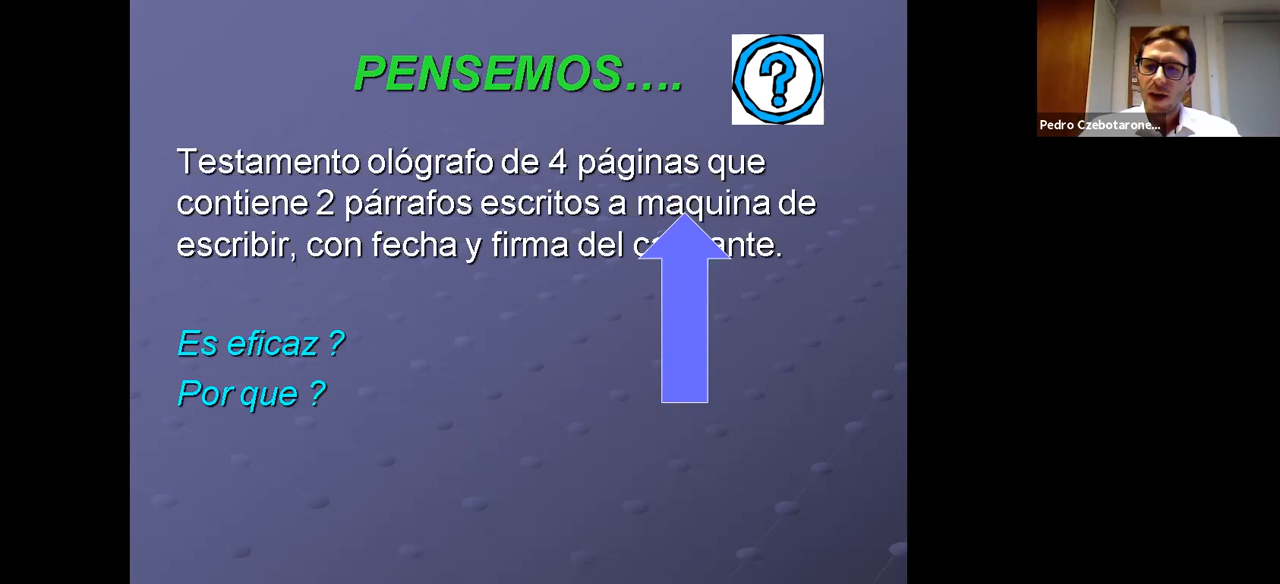 PENSEMOS....
?
Testamento ológrafo de 4 páginas que
contiene 2 párrafos escritos a maquina de
escribir, con fecha y firma del
Es eficaz ?
Por que ?
Pedro Czebotarone...